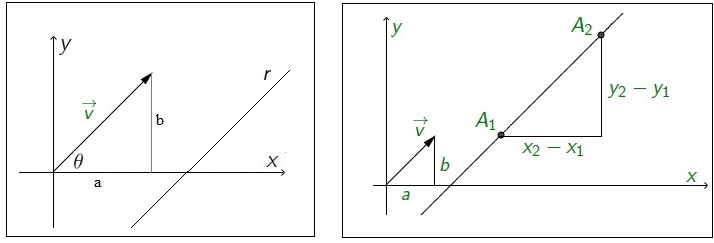 y
r
v⃗
b
θ
x
a
y
A₂
y₂ − y₁
v⃗
A₁
x₂ − x₁
b
a
x